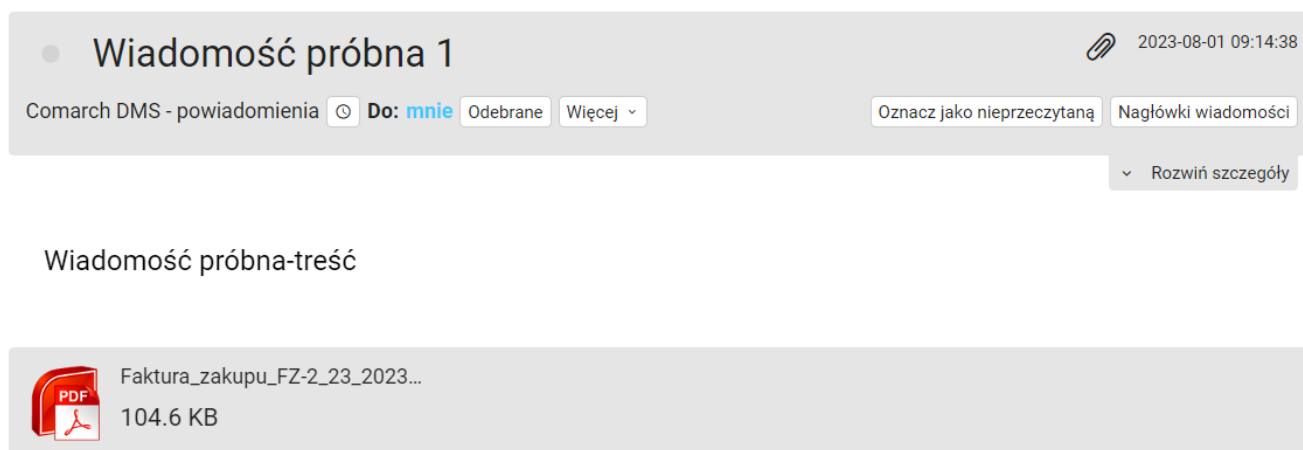 Wiadomość próbna 1
2023-08-01 09:14:38
Comarch DMS - powiadomienia Do: mnie Odebrane Więcej Oznacz jako nieprzeczytaną Nagłówki wiadomości
Rozwiń szczegóły
Wiadomość próbna-treść
Faktura_zakupu_FZ-2_23_2023...
PDF
104.6 KB